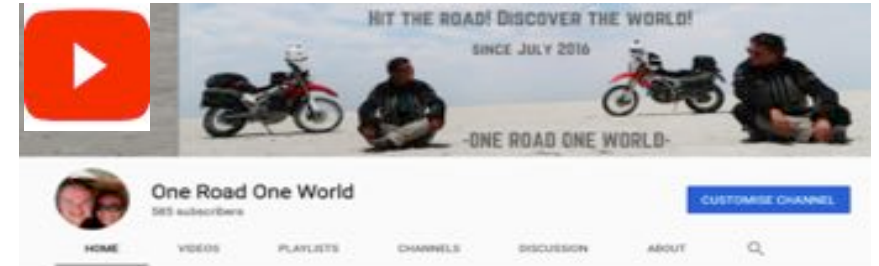 HIT THE ROAD! DISCOVER THE WORLD!
SINCE JULY 2016
-ONE ROAD ONE WORLD-
One Road One World
565 subscribers
CUSTOMISE CHANNEL
HOME VIDEOS PLAYLISTS CHANNELS DISCUSSION ABOUT